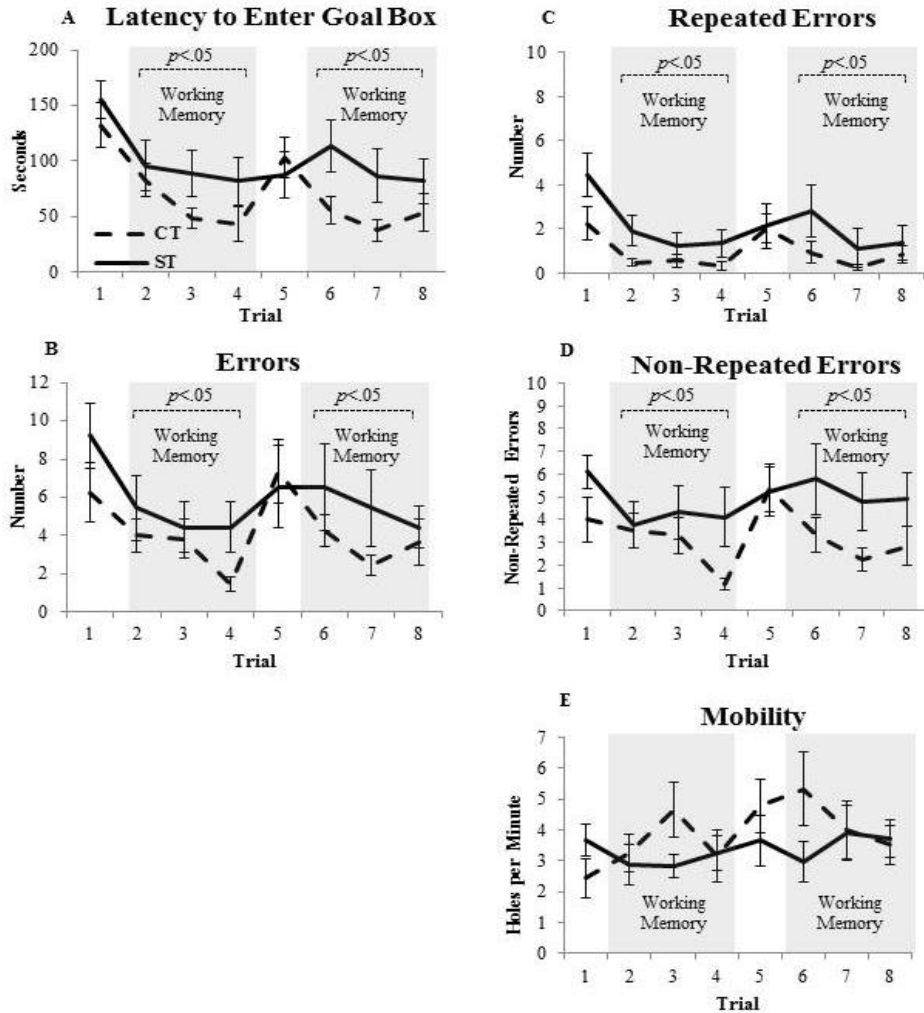 A
Latency to Enter Goal Box
200
150
100
50
0
Seconds
p<.05
Working
Memory
p<.05
Working
Memory
CT
ST
1 2 3 4 5 6 7 8
Trial
B
Errors
12
10
8
6
4
2
0
Number
p<.05
Working
Memory
p<.05
Working
Memory
1 2 3 4 5 6 7 8
Trial
C
Repeated Errors
10
8
6
4
2
0
Number
p<.05
Working
Memory
p<.05
Working
Memory
1 2 3 4 5 6 7 8
Trial
D
Non-Repeated Errors
10
9
8
7
6
5
4
3
2
1
0
Non-Repeated Errors
p<.05
Working
Memory
p<.05
Working
Memory
1 2 3 4 5 6 7 8
Trial
E
Mobility
7
6
5
4
3
2
1
0
Holes per Minute
Working
Memory
Working
Memory
1 2 3 4 5 6 7 8
Trial